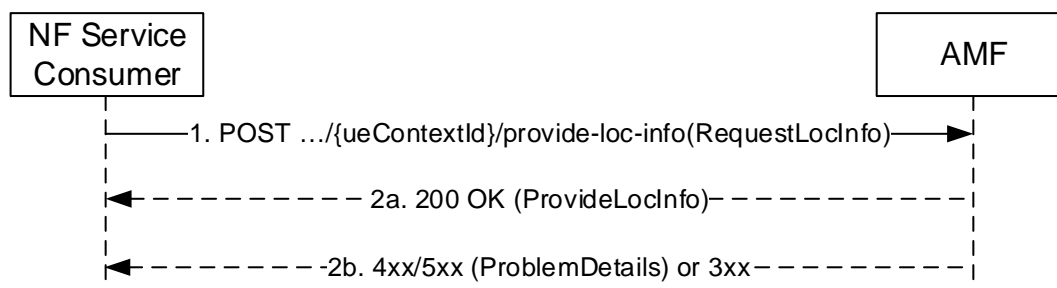 NF Service
Consumer
AMF
1. POST …/{ueContextId}/provide-loc-info(RequestLocInfo)
2a. 200 OK (ProvideLocInfo)
2b. 4xx/5xx (ProblemDetails) or 3xx